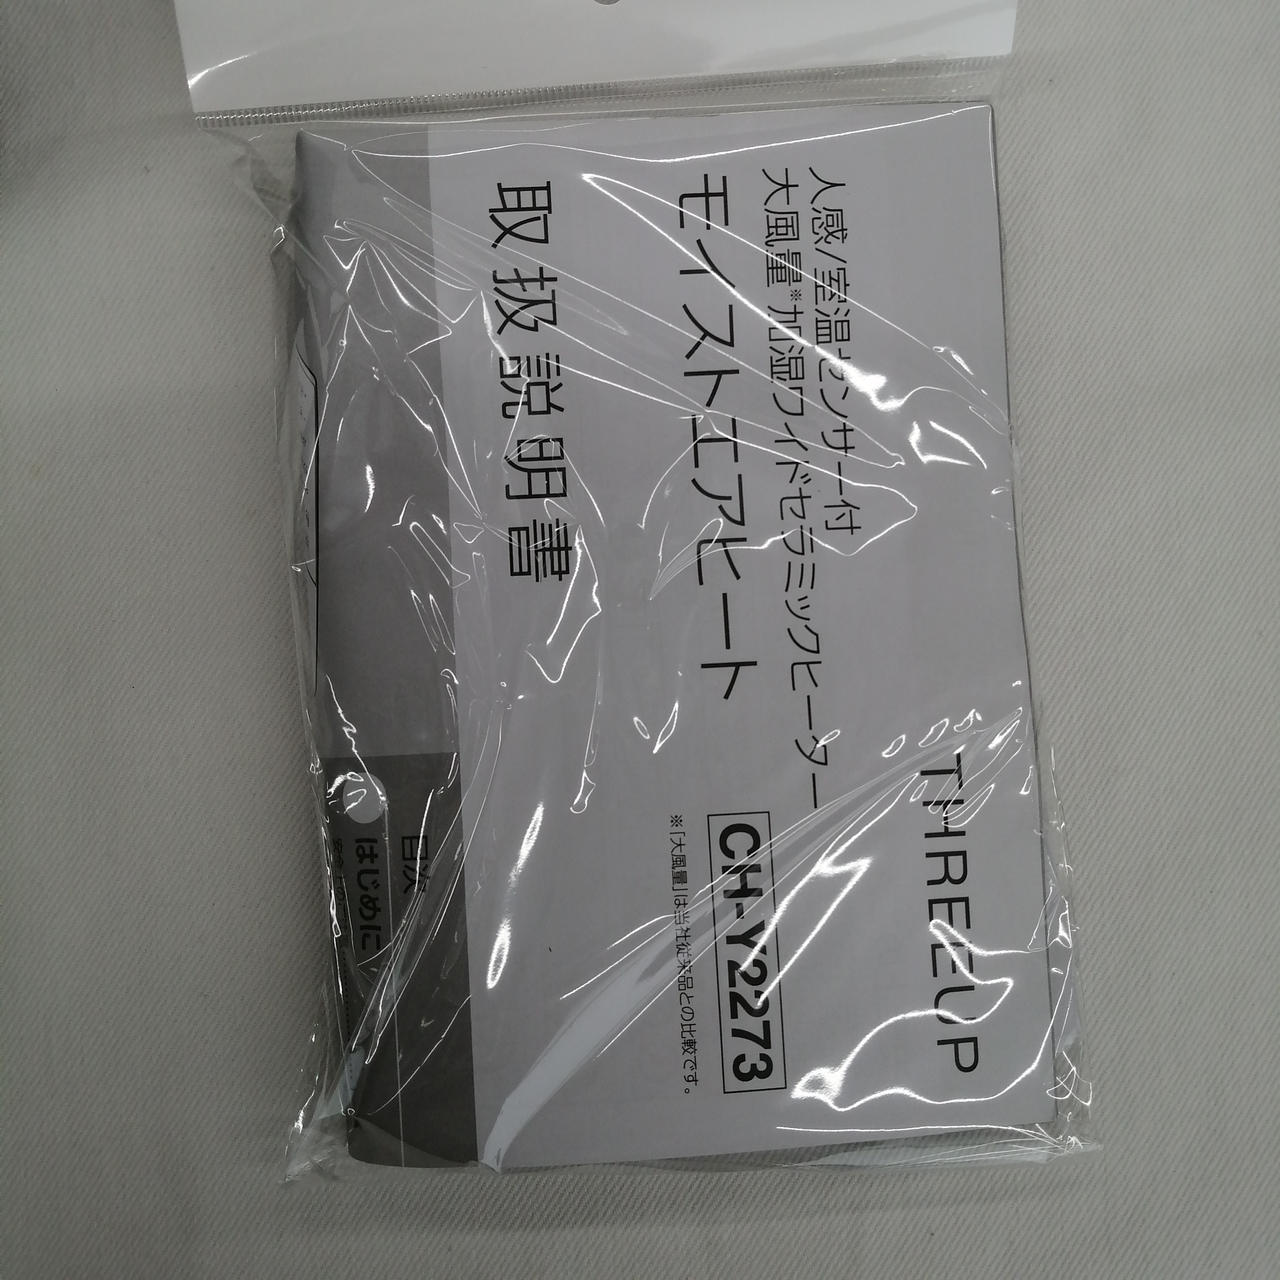 THREEUP
人感/室温センサー付
大風量※加湿ワイドセラミックヒーター
モイストエアヒート
CH-Y2273
※「大風量」は当社従来品との比較です。
取扱説明書
目次
はじめに